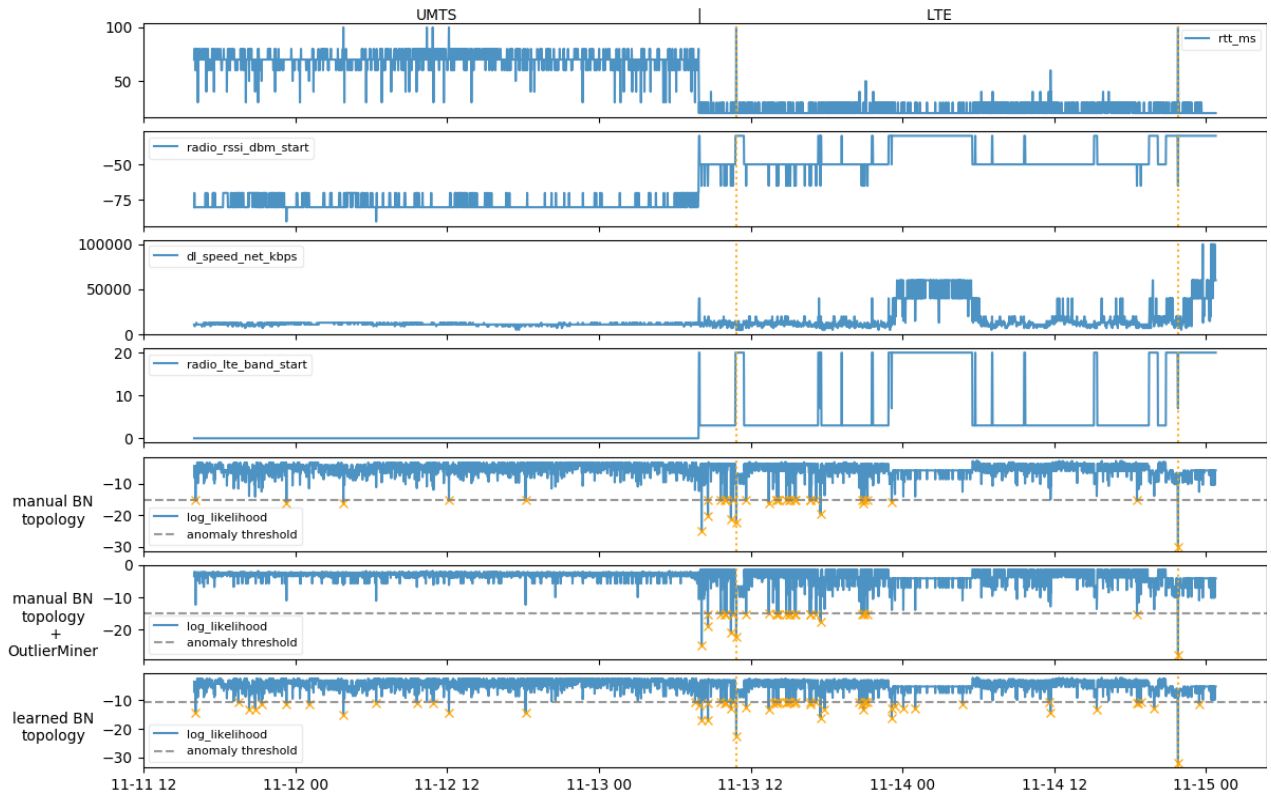 UMTS | LTE
100
50
rtt_ms
−50
−75
radio_rssi_dbm_start
100000
50000
0
dl_speed_net_kbps
20
10
0
radio_lte_band_start
manual BN
topology
−10
−20
−30
log_likelihood
anomaly threshold
manual BN
topology
+
OutlierMiner
0
−10
−20
log_likelihood
anomaly threshold
learned BN
topology
−10
−20
−30
log_likelihood
anomaly threshold
11-11 12 11-12 00 11-12 12 11-13 00 11-13 12 11-14 00 11-14 12 11-15 00